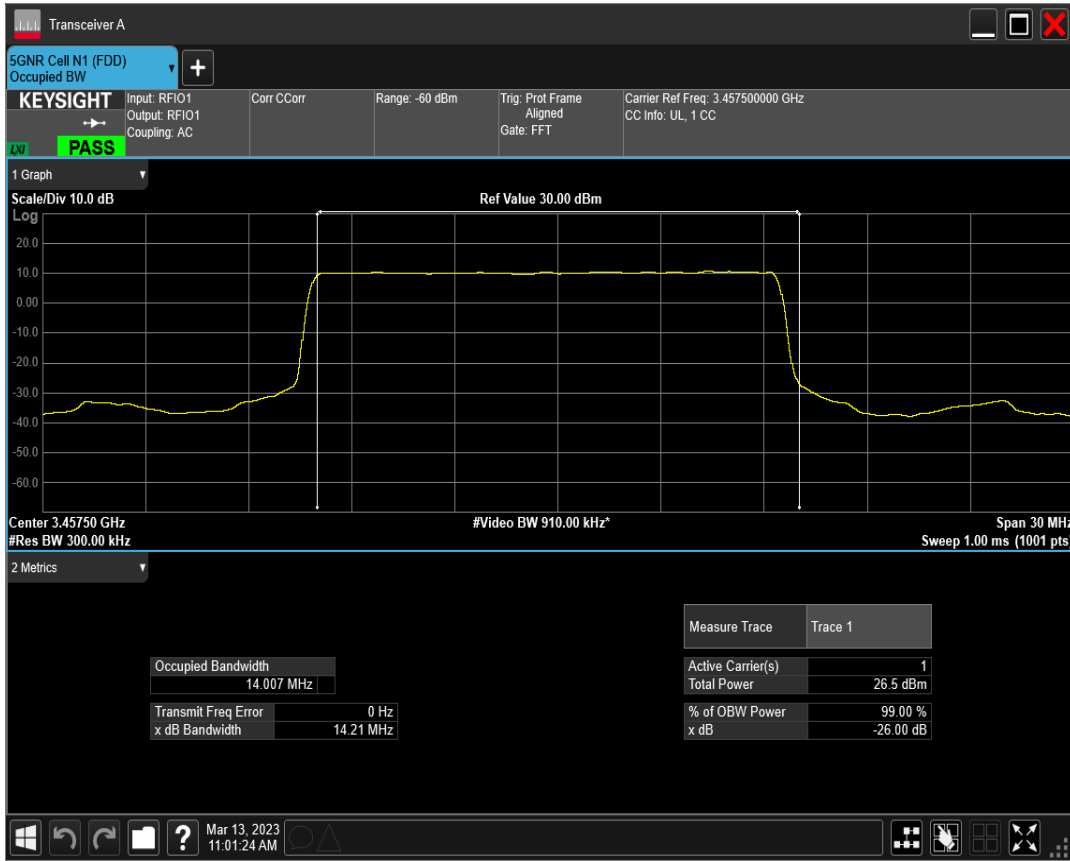 Transceiver A
5GNR Cell N1 (FDD)
Occupied BW
+
KEYSIGHT
LXI
PASS
Input: RFIO1
Output: RFIO1
Coupling: AC
Corr CCorr
Range: -60 dBm
Trig: Prot Frame
Aligned
Gate: FFT
Carrier Ref Freq: 3.457500000 GHz
CC Info: UL, 1 CC
1 Graph
Scale/Div 10.0 dB
Ref Value 30.00 dBm
Log
20.0
10.0
0.00
-10.0
-20.0
-30.0
-40.0
-50.0
-60.0
Center 3.45750 GHz
#Video BW 910.00 kHz*
Span 30 MHz
#Res BW 300.00 kHz
Sweep 1.00 ms (1001 pts)
2 Metrics
Measure Trace Trace 1
Occupied Bandwidth
14.007 MHz
Active Carrier(s) 1
Total Power 26.5 dBm
Transmit Freq Error 0 Hz
x dB Bandwidth 14.21 MHz
% of OBW Power 99.00 %
x dB -26.00 dB
?
Mar 13, 2023
11:01:24 AM